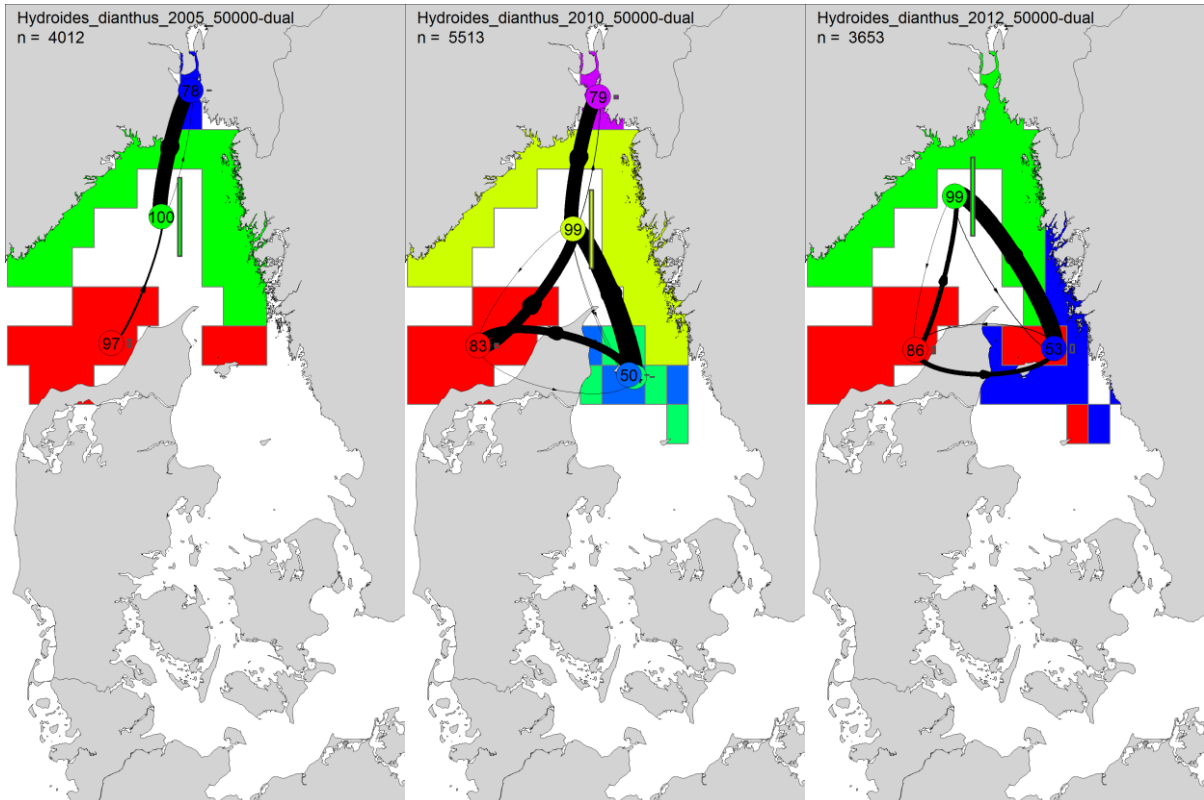 Hydroides_dianthus_2005_50000-dual
n = 4012
78
100
97
Hydroides_dianthus_2010_50000-dual
n = 5513
79
99
83
50
Hydroides_dianthus_2012_50000-dual
n = 3653
99
86
53